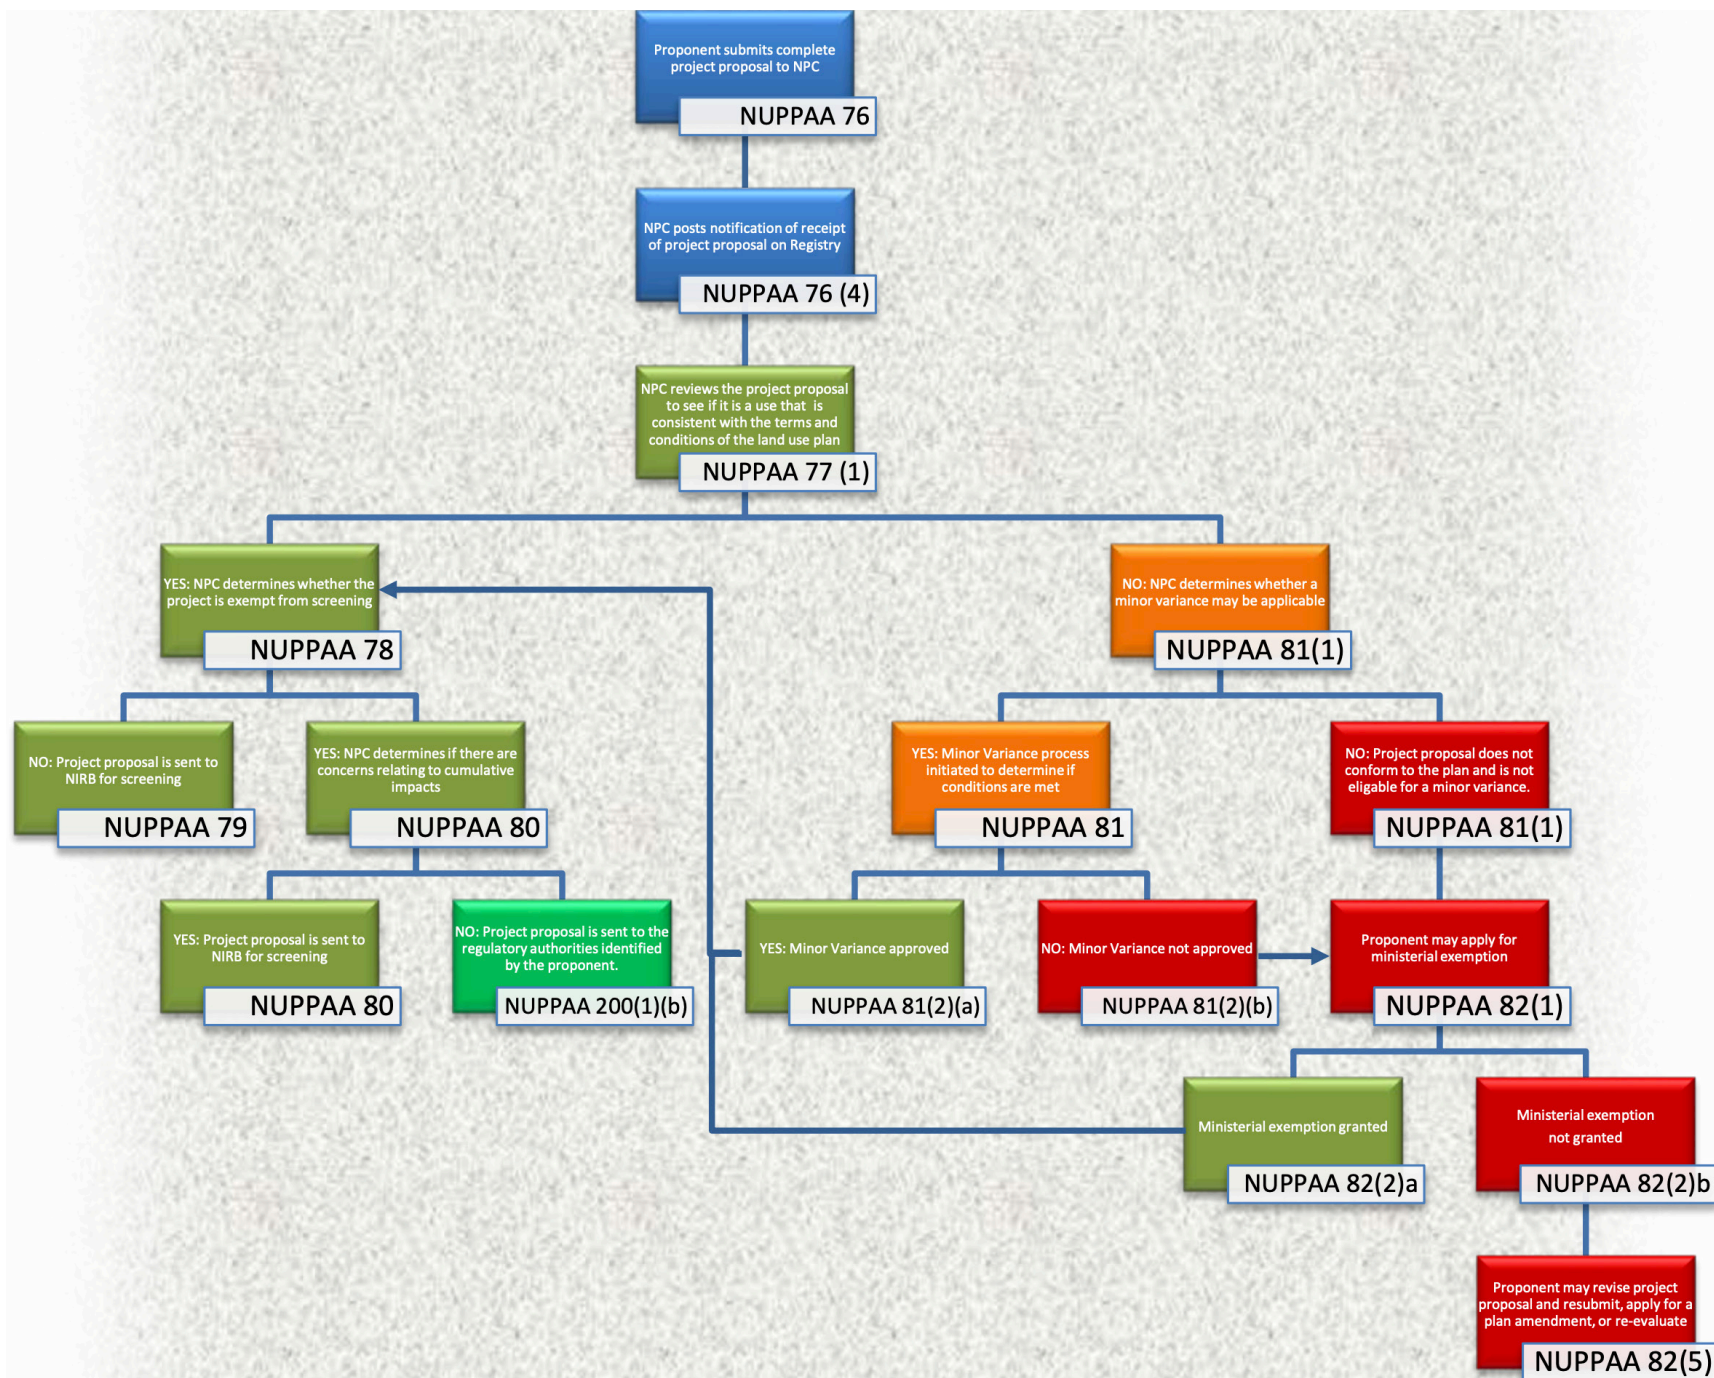 Proponent submits complete
project proposal to NPC
NUPPAA 76
NPC posts notification of receipt
of project proposal on Registry
NUPPAA 76 (4)
NPC reviews the project proposal
to see if it is a use that is
consistent with the terms and
conditions of the land use plan
NUPPAA 77 (1)
YES: NPC determines whether the
project is exempt from screening
NUPPAA 78
NO: NPC determines whether a
minor variance may be applicable
NUPPAA 81(1)
NO: Project proposal is sent to
NIRB for screening
NUPPAA 79
YES: NPC determines if there are
concerns relating to cumulative
impacts
NUPPAA 80
YES: Minor Variance process
initiated to determine if
conditions are met
NUPPAA 81
NO: Project proposal does not
conform to the plan and is not
eligable for a minor variance.
NUPPAA 81(1)
YES: Project proposal is sent to
NIRB for screening
NUPPAA 80
NO: Project proposal is sent to the
regulatory authorities identified
by the proponent.
NUPPAA 200(1)(b)
YES: Minor Variance approved
NUPPAA 81(2)(a)
NO: Minor Variance not approved
NUPPAA 81(2)(b)
Proponent may apply for
ministerial exemption
NUPPAA 82(1)
Ministerial exemption granted
NUPPAA 82(2)a
Ministerial exemption
not granted
NUPPAA 82(2)b
Proponent may revise project
proposal and resubmit, apply for a
plan amendment, or re-evaluate
NUPPAA 82(5)